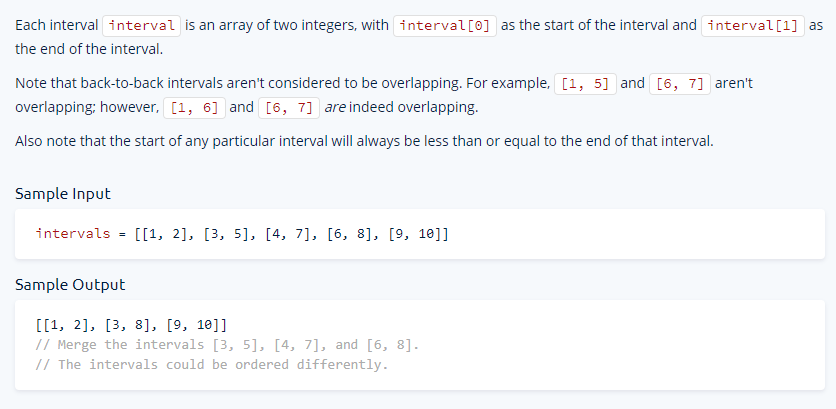 Each interval interval is an array of two integers, with interval[0] as the start of the interval and interval[1] as
the end of the interval.
Note that back-to-back intervals aren't considered to be overlapping. For example, [1, 5] and [6, 7] aren't
overlapping; however, [1, 6] and [6, 7] are indeed overlapping.
Also note that the start of any particular interval will always be less than or equal to the end of that interval.
Sample Input
intervals = [[1, 2], [3, 5], [4, 7], [6, 8], [9, 10]]
Sample Output
[[1, 2], [3, 8], [9, 10]]
// Merge the intervals [3, 5], [4, 7], and [6, 8].
// The intervals could be ordered differently.